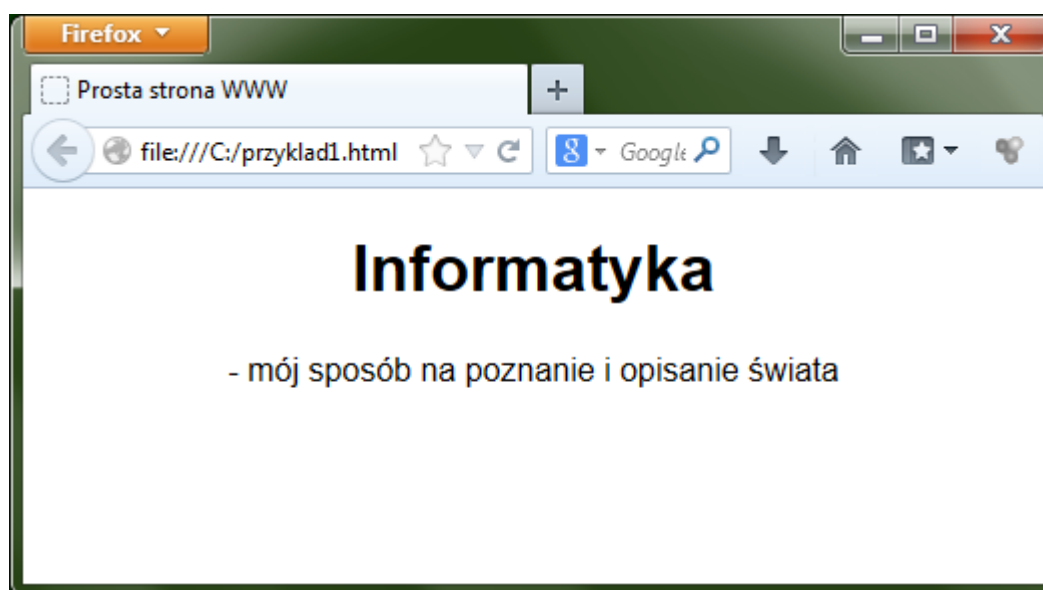 Firefox
Prosta strona WWW
file:///C:/przyklad1.html
Google
Informatyka
- mój sposób na poznanie i opisanie świata